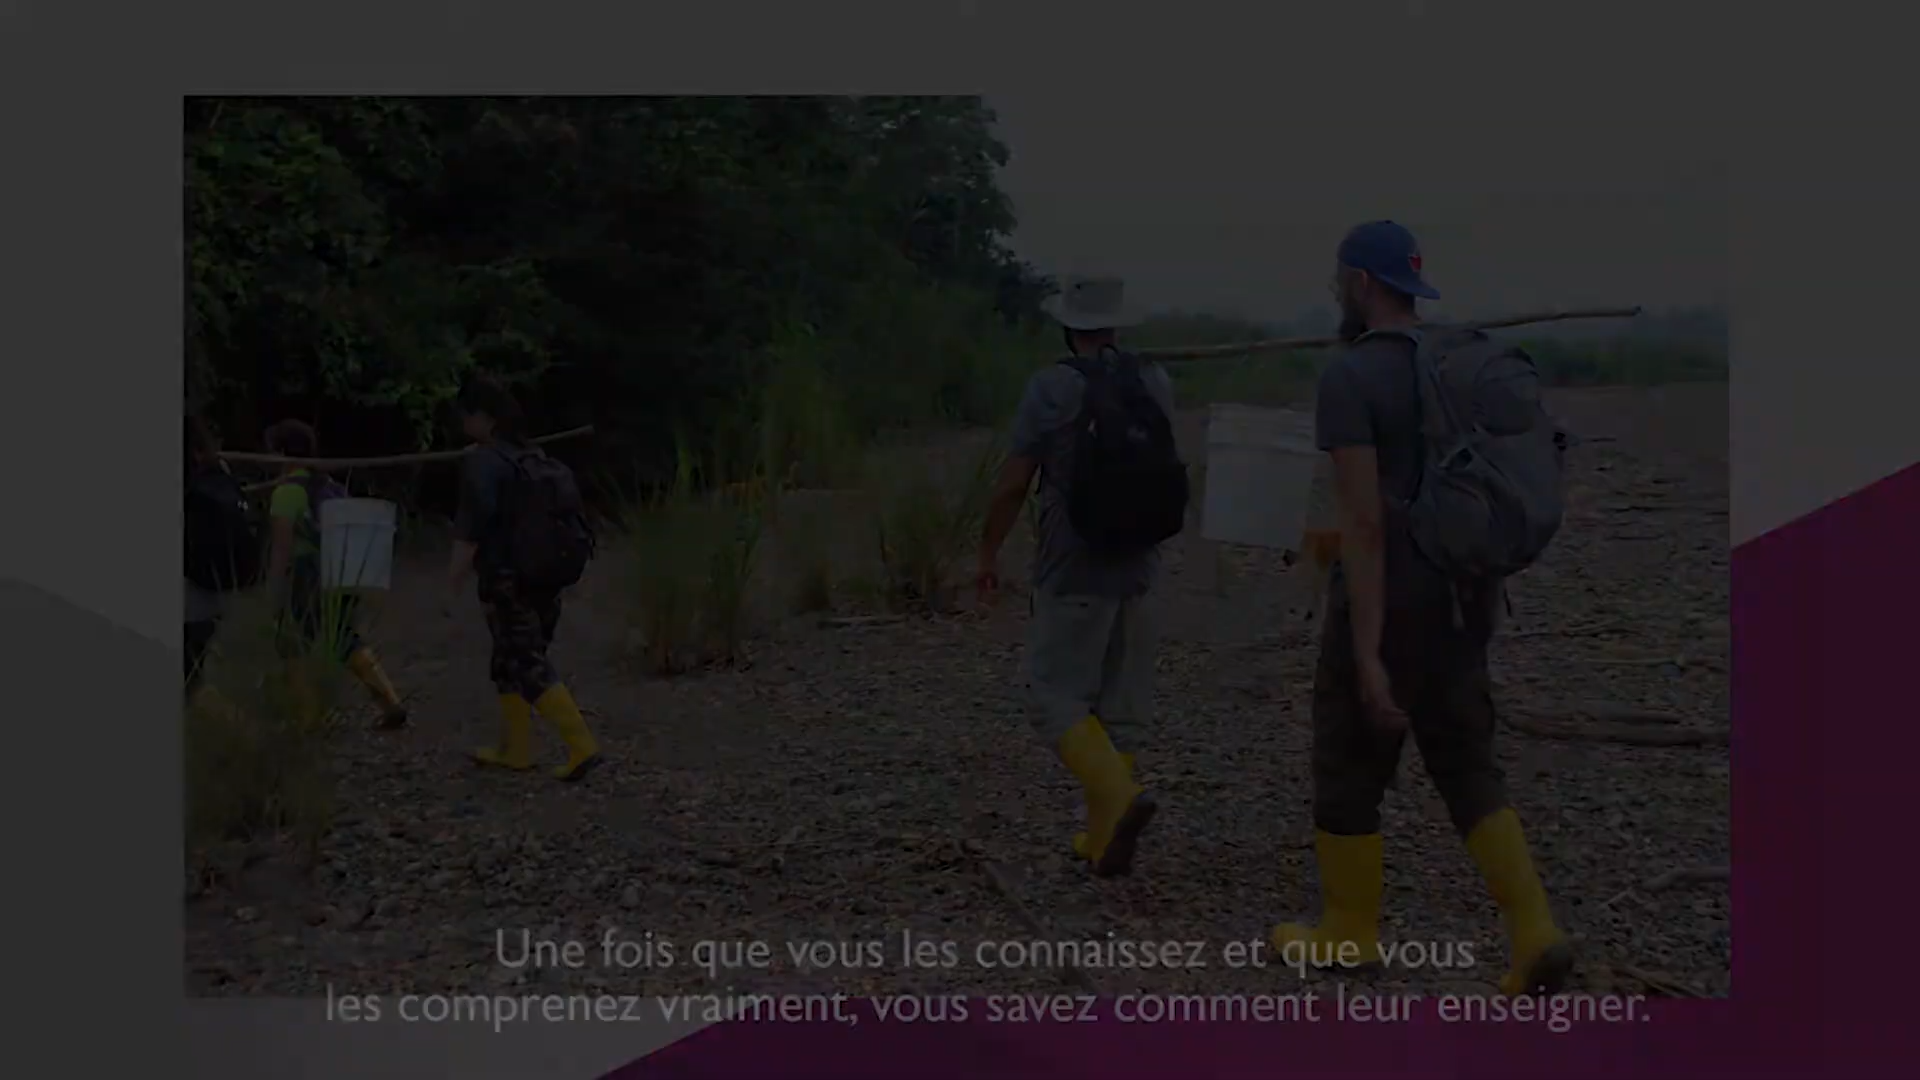 Une fois que vous les connaissez et que vous
les comprenez vraiment, vous savez comment leur enseigner.